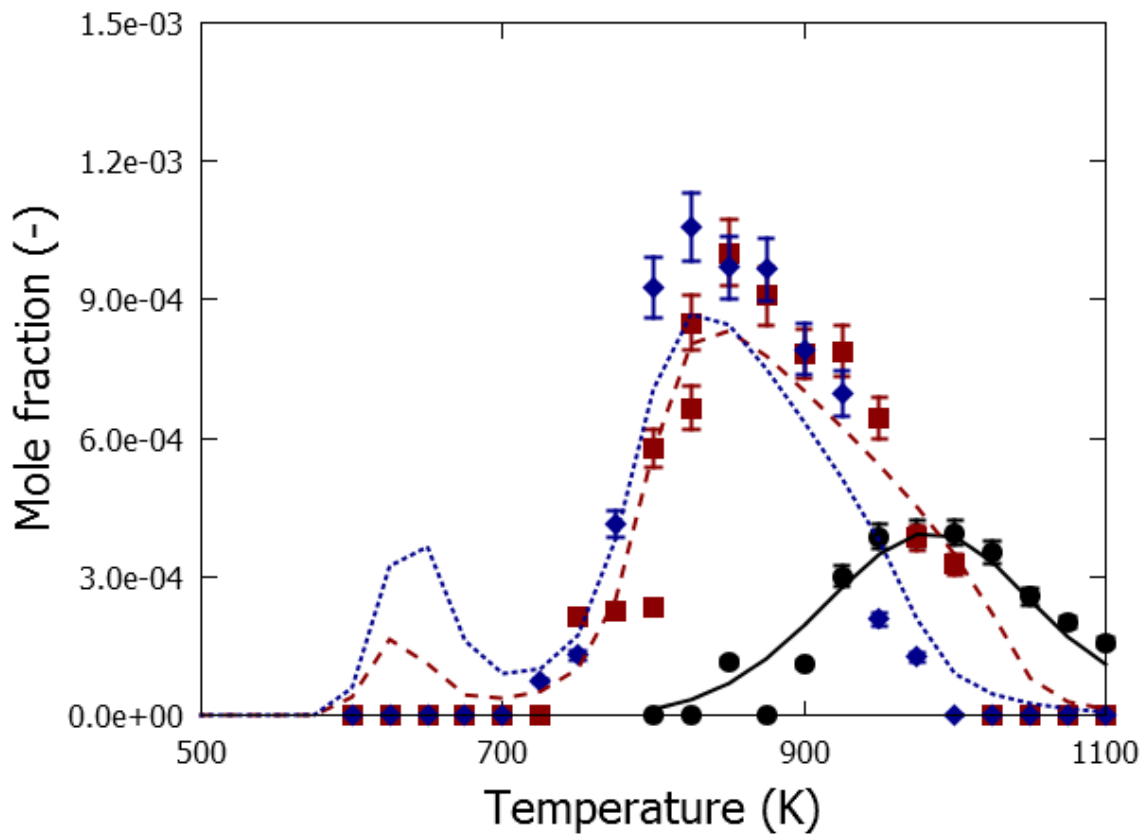 1.5e-03
1.2e-03
9.0e-04
6.0e-04
3.0e-04
0.0e+00
Mole fraction (-)
500
700
900
1100
Temperature (K)